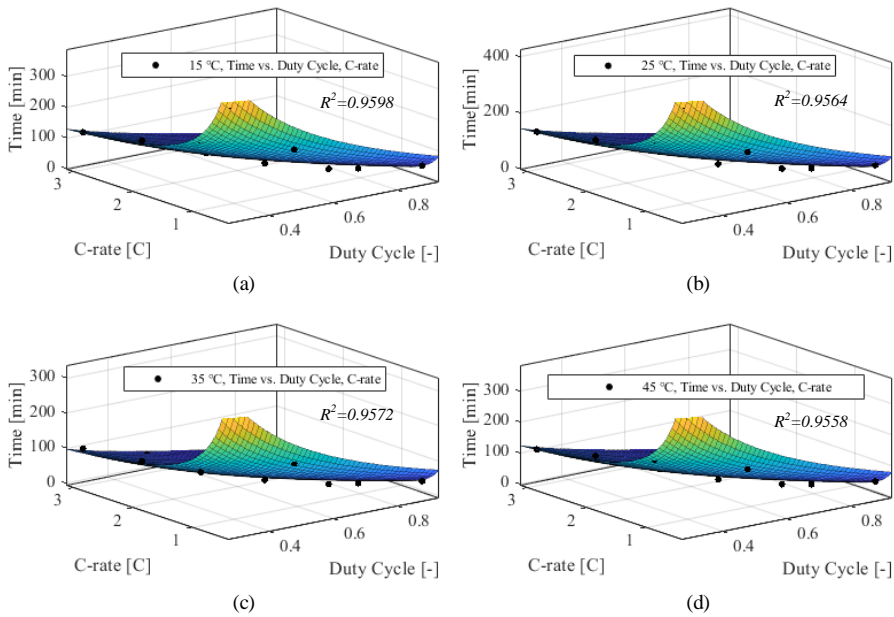 15 ℃, Time vs. Duty Cycle, C-rate
R²=0.9598
Time [min]
300
200
100
0
3
2
1
C-rate [C]
0.4
0.6
0.8
Duty Cycle [-]
(a)
25 ℃, Time vs. Duty Cycle, C-rate
R²=0.9564
Time[min]
400
200
0
3
2
1
C-rate [C]
0.4
0.6
0.8
Duty Cycle [-]
(b)
35 ℃, Time vs. Duty Cycle, C-rate
R²=0.9572
Time [min]
300
200
100
0
3
2
1
C-rate [C]
0.4
0.6
0.8
Duty Cycle [-]
(c)
45 ℃, Time vs. Duty Cycle, C-rate
R²=0.9558
Time [min]
300
200
100
0
3
2
1
C-rate [C]
0.4
0.6
0.8
Duty Cycle [-]
(d)